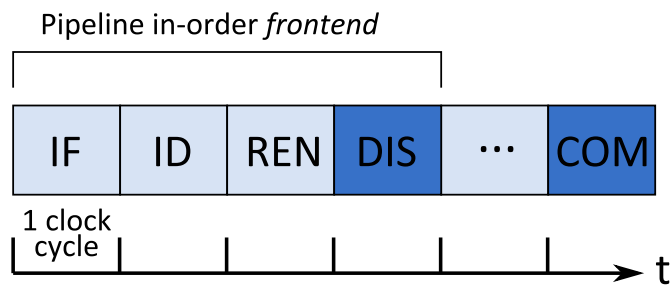 Pipeline in-order frontend
IF ID REN DIS ... COM
1 clock
cycle
t